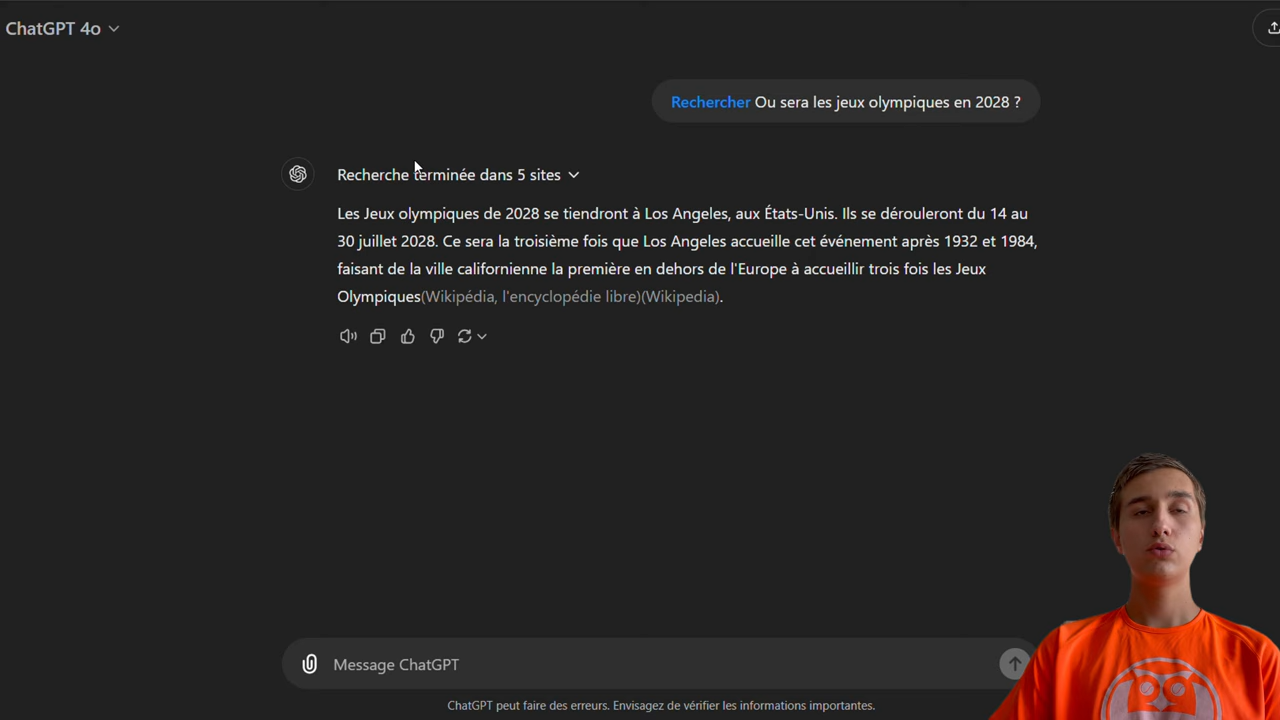 ChatGPT 4o
Rechercher Ou sera les jeux olympiques en 2028 ?
Recherche terminée dans 5 sites
Les Jeux olympiques de 2028 se tiendront à Los Angeles, aux États-Unis. Ils se dérouleront du 14 au
30 juillet 2028. Ce sera la troisième fois que Los Angeles accueille cet événement après 1932 et 1984,
faisant de la ville californienne la première en dehors de l'Europe à accueillir trois fois les Jeux
Olympiques(Wikipédia, l'encyclopédie libre)(Wikipedia).
Message ChatGPT
ChatGPT peut faire des erreurs. Envisagez de vérifier les informations importantes.